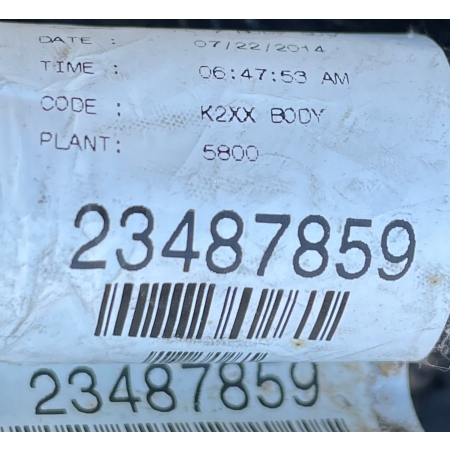 DATE : 07/22/2014
TIME : 06:47:53 AM
CODE : K2XX BODY
PLANT: 5800
23487859
23487859